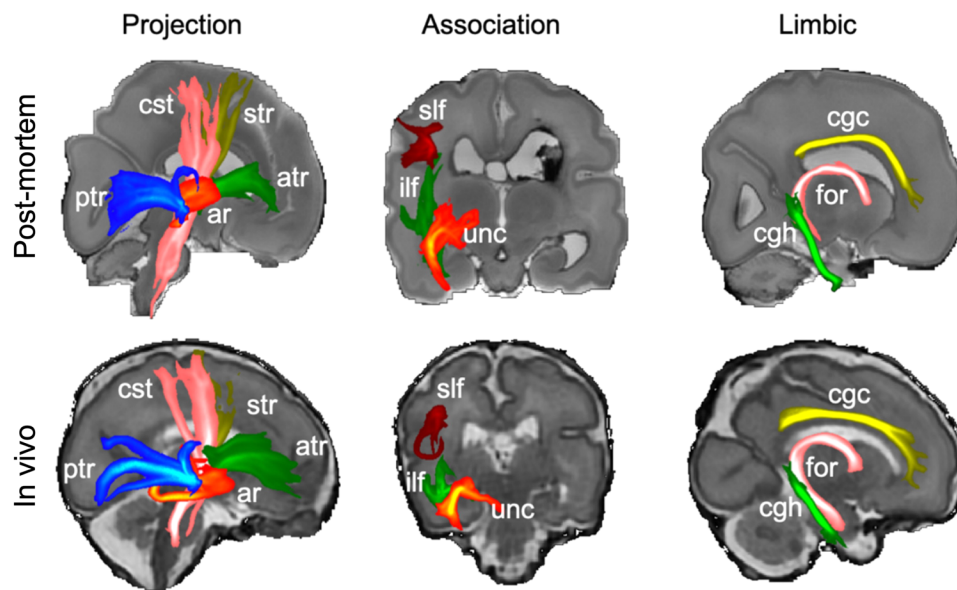 Projection
Association
Limbic
Post-mortem
cst
str
ptr
ar
atr
slf
ilf
unc
cgc
for
cgh
In vivo
cst
str
ptr
ar
atr
slf
ilf
unc
cgc
for
cgh